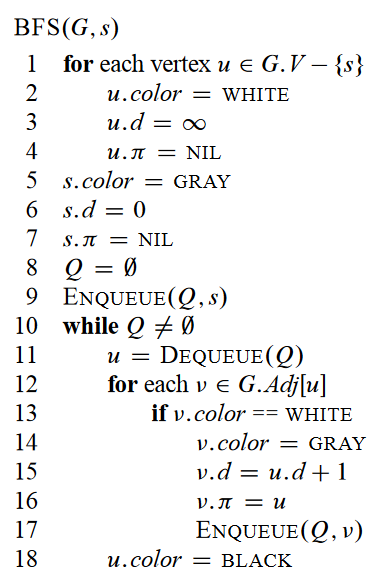 BFS(G, s)
1 for each vertex u ∈ G.V − {s}
2 u.color = WHITE
3 u.d = ∞
4 u.π = NIL
5 s.color = GRAY
6 s.d = 0
7 s.π = NIL
8 Q = ∅
9 ENQUEUE(Q, s)
10 while Q ≠ ∅
11 u = DEQUEUE(Q)
12 for each v ∈ G.Adj[u]
13 if v.color == WHITE
14 v.color = GRAY
15 v.d = u.d + 1
16 v.π = u
17 ENQUEUE(Q, v)
18 u.color = BLACK